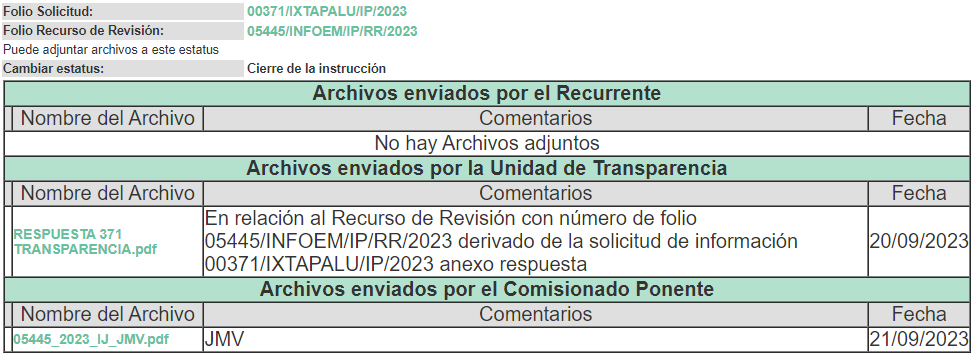 Folio Solicitud: 00371/IXTAPALU/IP/2023
Folio Recurso de Revisión: 05445/INFOEM/IP/RR/2023
Puede adjuntar archivos a este estatus
Cambiar estatus: Cierre de la instrucción
Archivos enviados por el Recurrente
Nombre del Archivo Comentarios Fecha
No hay Archivos adjuntos
Archivos enviados por la Unidad de Transparencia
Nombre del Archivo Comentarios Fecha
RESPUESTA 371
TRANSPARENCIA.pdf
En relación al Recurso de Revisión con número de folio
05445/INFOEM/IP/RR/2023 derivado de la solicitud de información
00371/IXTAPALU/IP/2023 anexo respuesta
20/09/2023
Archivos enviados por el Comisionado Ponente
Nombre del Archivo Comentarios Fecha
05445_2023_IJ_JMV.pdf JMV 21/09/2023